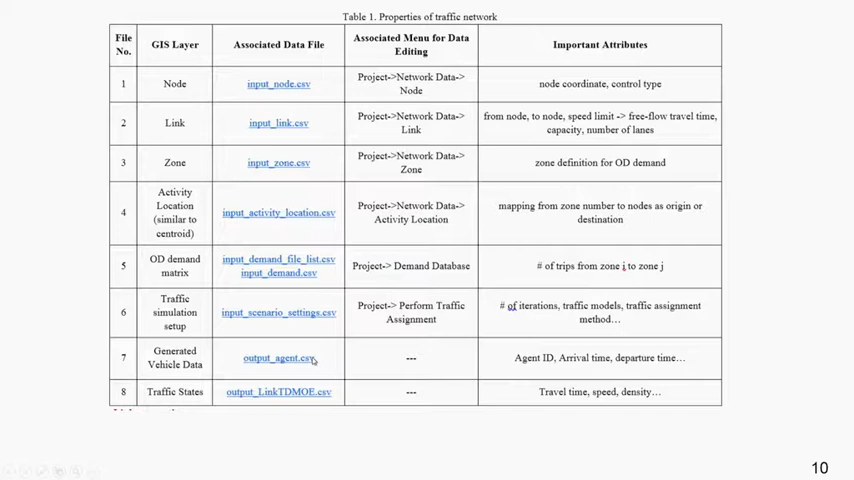 Table 1. Properties of traffic network
File No. GIS Layer Associated Data File Associated Menu for Data Editing Important Attributes
1 Node input_node.csv Project->Network Data-> Node node coordinate, control type
2 Link input_link.csv Project->Network Data-> Link from node, to node, speed limit -> free-flow travel time, capacity, number of lanes
3 Zone input_zone.csv Project->Network Data-> Zone zone definition for OD demand
4 Activity Location (similar to centroid) input_activity_location.csv Project->Network Data-> Activity Location mapping from zone number to nodes as origin or destination
5 OD demand matrix input_demand_file_list.csv input_demand.csv Project-> Demand Database # of trips from zone i to zone j
6 Traffic simulation setup input_scenario_settings.csv Project-> Perform Traffic Assignment # of iterations, traffic models, traffic assignment method…
7 Generated Vehicle Data output_agent.csv --- Agent ID, Arrival time, departure time…
8 Traffic States output_LinkTDMOE.csv --- Travel time, speed, density…
10